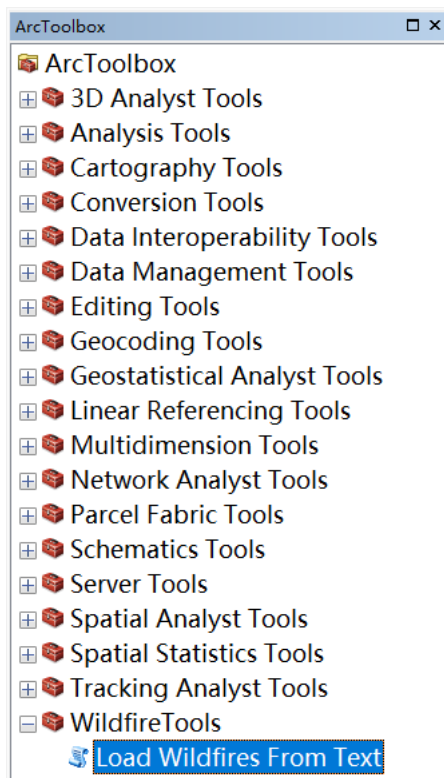 ArcToolbox
ArcToolbox
3D Analyst Tools
Analysis Tools
Cartography Tools
Conversion Tools
Data Interoperability Tools
Data Management Tools
Editing Tools
Geocoding Tools
Geostatistical Analyst Tools
Linear Referencing Tools
Multidimension Tools
Network Analyst Tools
Parcel Fabric Tools
Schematics Tools
Server Tools
Spatial Analyst Tools
Spatial Statistics Tools
Tracking Analyst Tools
WildfireTools
Load Wildfires From Text